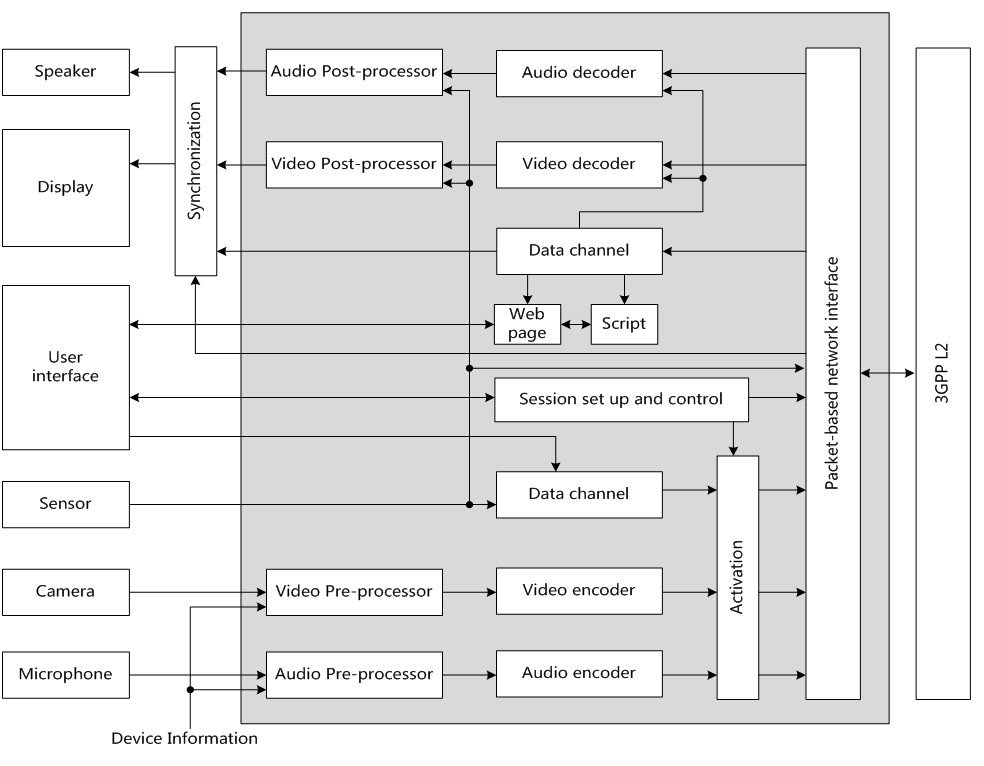 Speaker
Audio Post-processor
Audio decoder
Synchronization
Display
Video Post-processor
Video decoder
Data channel
Web
page
Script
User
interface
Session set up and control
Packet-based network interface
3GPP L2
Sensor
Data channel
Activation
Camera
Video Pre-processor
Video encoder
Microphone
Audio Pre-processor
Audio encoder
Device Information